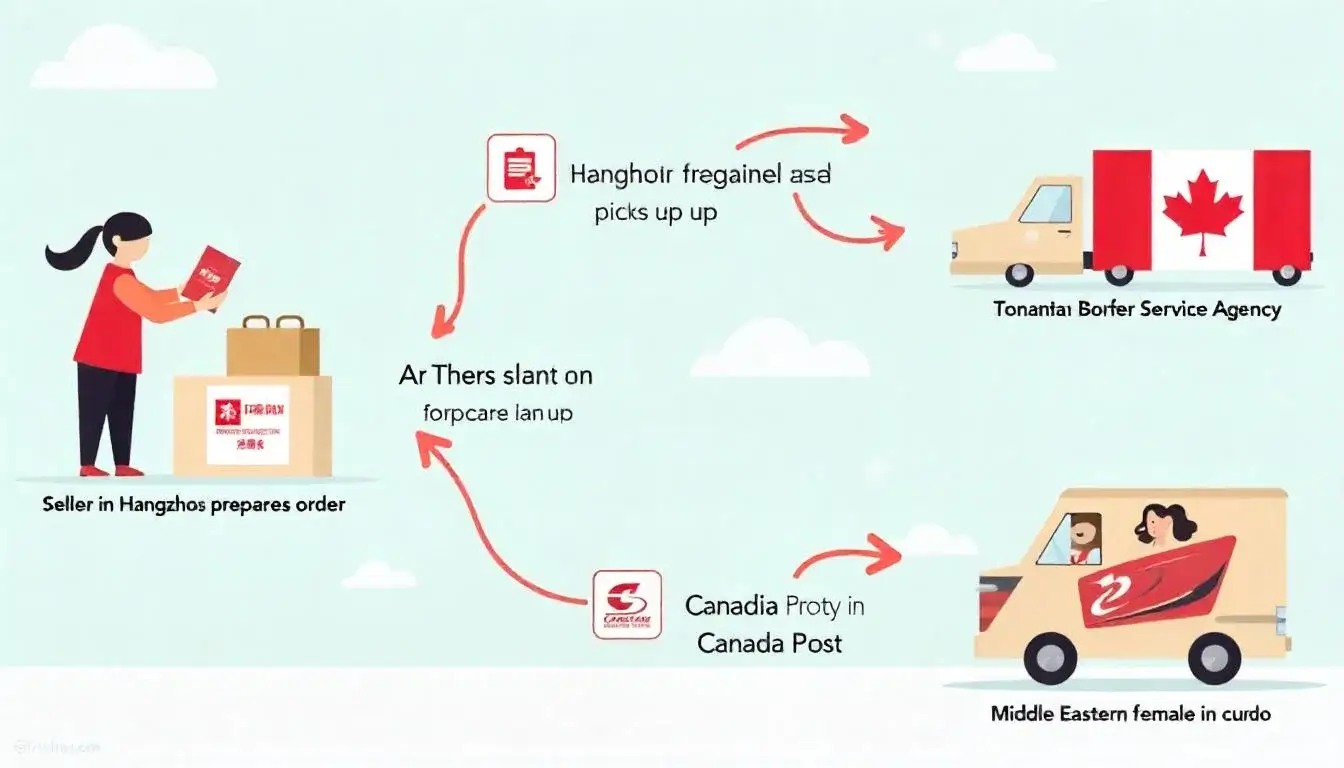 Hanghoir fregainel asd
picks up up
Tonantaı Borfer Service Agency
Ar Thers slant on
forpcare lan up
Seller in Hangzhos prepares order
Canadia Proty in
Canada Post
Middle Eastern female in curdo